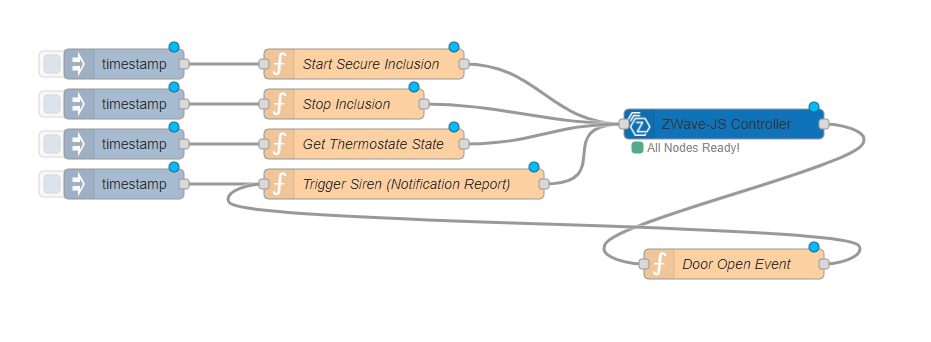 timestamp
Start Secure Inclusion
timestamp
Stop Inclusion
ZWave-JS Controller
timestamp
Get Thermostate State
All Nodes Ready!
timestamp
Trigger Siren (Notification Report)
Door Open Event